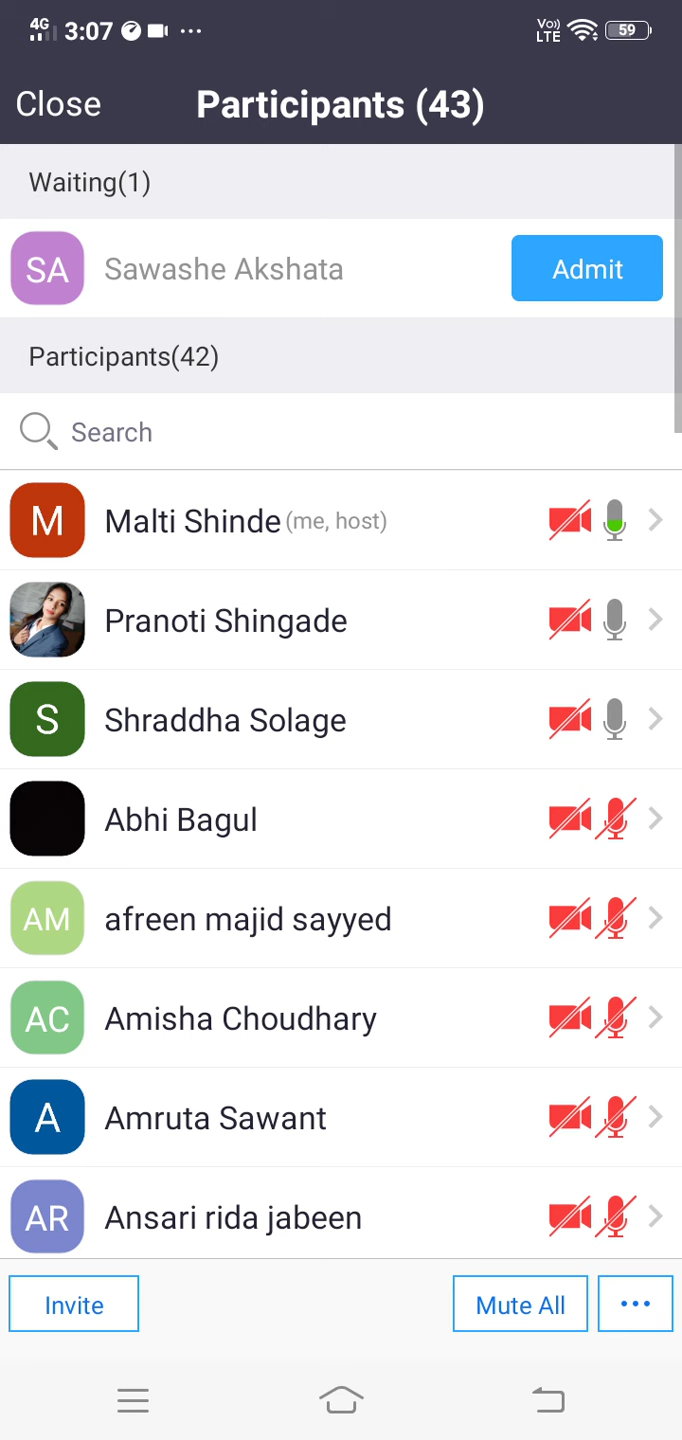 4G 3:07 Vo)) LTE 59
Close Participants (43)
Waiting(1)
SA Sawashe Akshata Admit
Participants(42)
Search
M Malti Shinde (me, host)
Pranoti Shingade
S Shraddha Solage
Abhi Bagul
AM afreen majid sayyed
AC Amisha Choudhary
A Amruta Sawant
AR Ansari rida jabeen
Invite Mute All ...